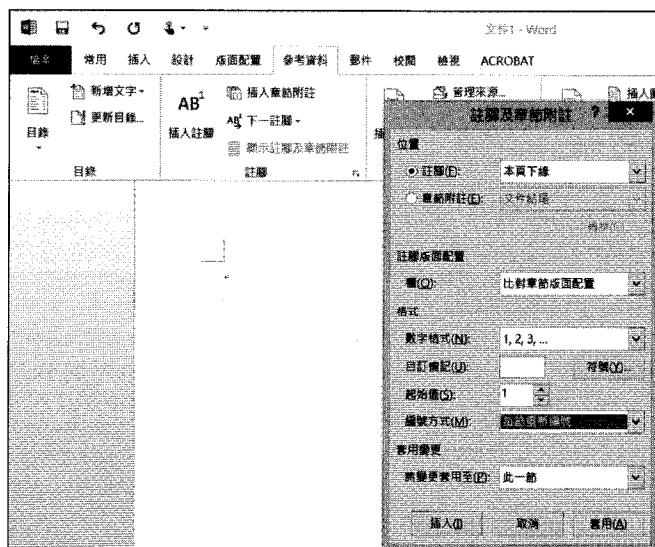 文件1 - Word
檔案 常用 插入 設計 版面配置 參考資料 郵件 校閱 檢視 ACROBAT
目錄
新增文字
更新目錄...
目錄
AB1
插入註腳
插入章節附註
AB1 下一註腳
顯示註腳及章節附註
註腳
管理來源...
註腳及章節附註 ? ×
位置
註腳(F): 本頁下緣
章節附註(E): 文件結尾
轉換(C)...
註腳版面配置
欄(O): 比對章節版面配置
格式
數字格式(N): 1, 2, 3, ...
自訂標記(U): 符號(Y)...
起始值(S): 1
編號方式(M): 每節重新編號
套用變更
將變更套用至(P): 此一節
插入(I) 取消 套用(A)